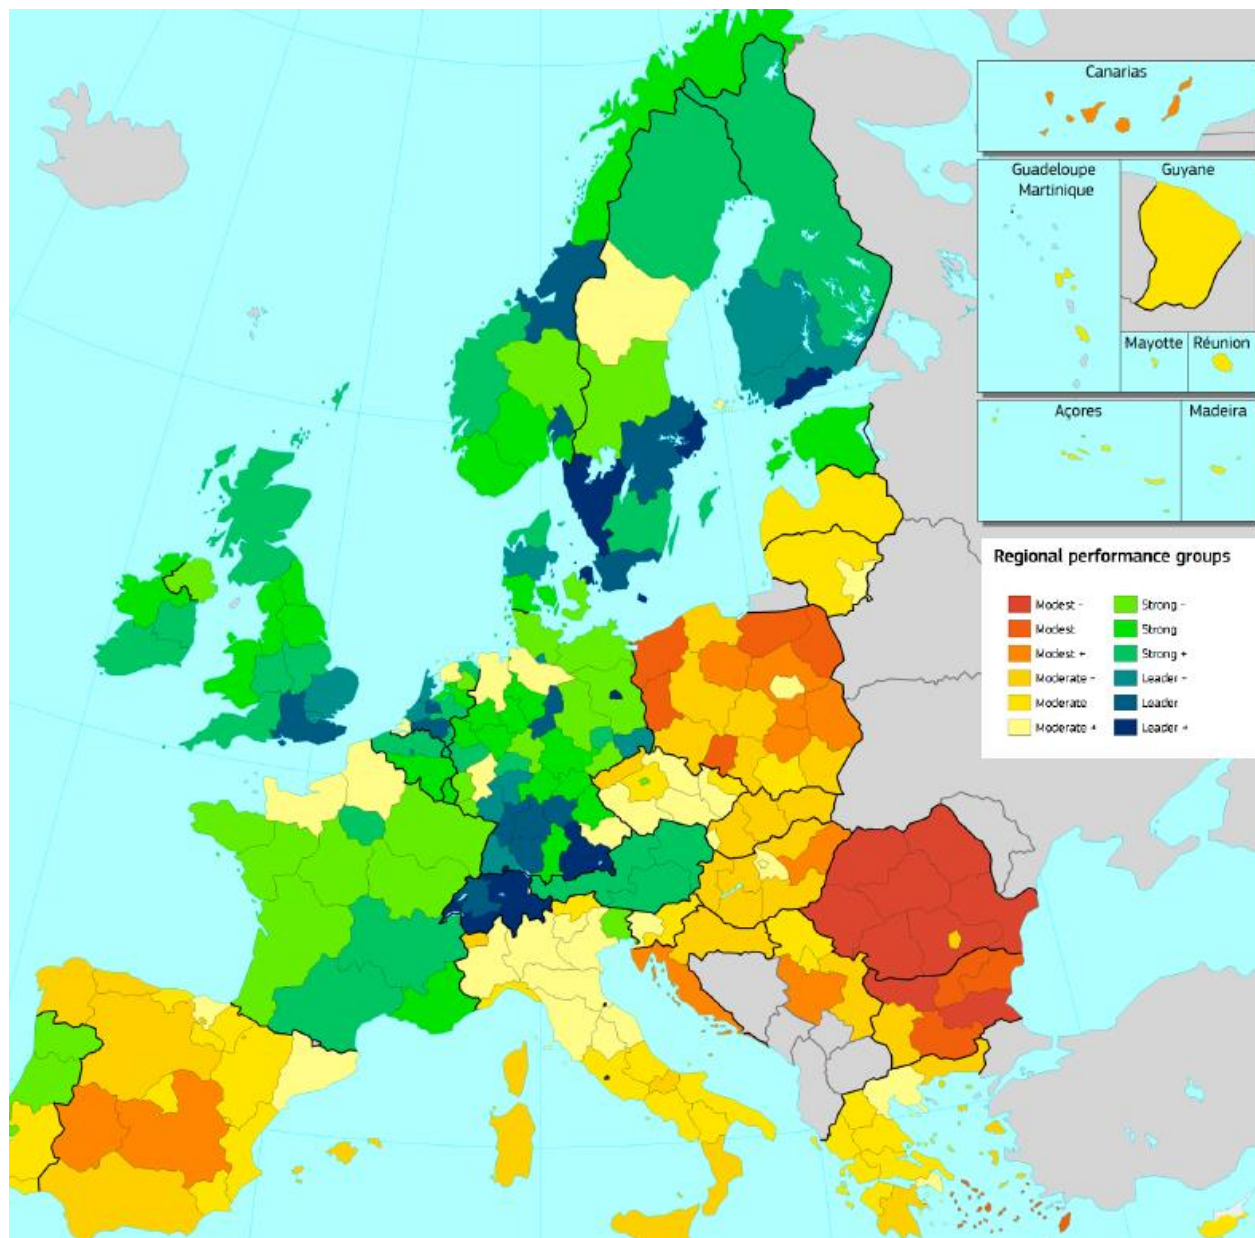 Canarias
Guadeloupe
Martinique
Guyane
Mayotte
Réunion
Açores
Madeira
Regional performance groups
Modest -
Strong -
Modest
Strong
Modest +
Strong +
Moderate -
Leader -
Moderate
Leader
Moderate +
Leader +